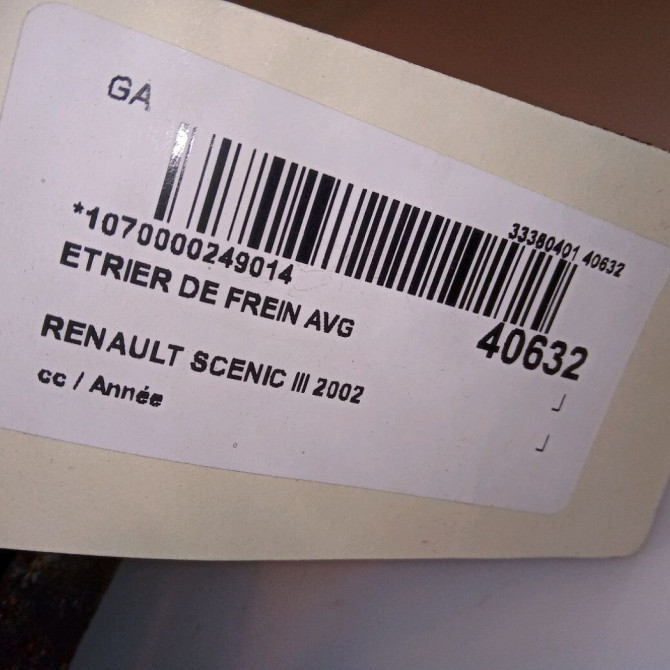 GA
33380401 40632
*1070000249014
ETRIER DE FREIN AVG
40632
RENAULT SCENIC III 2002
cc / Année